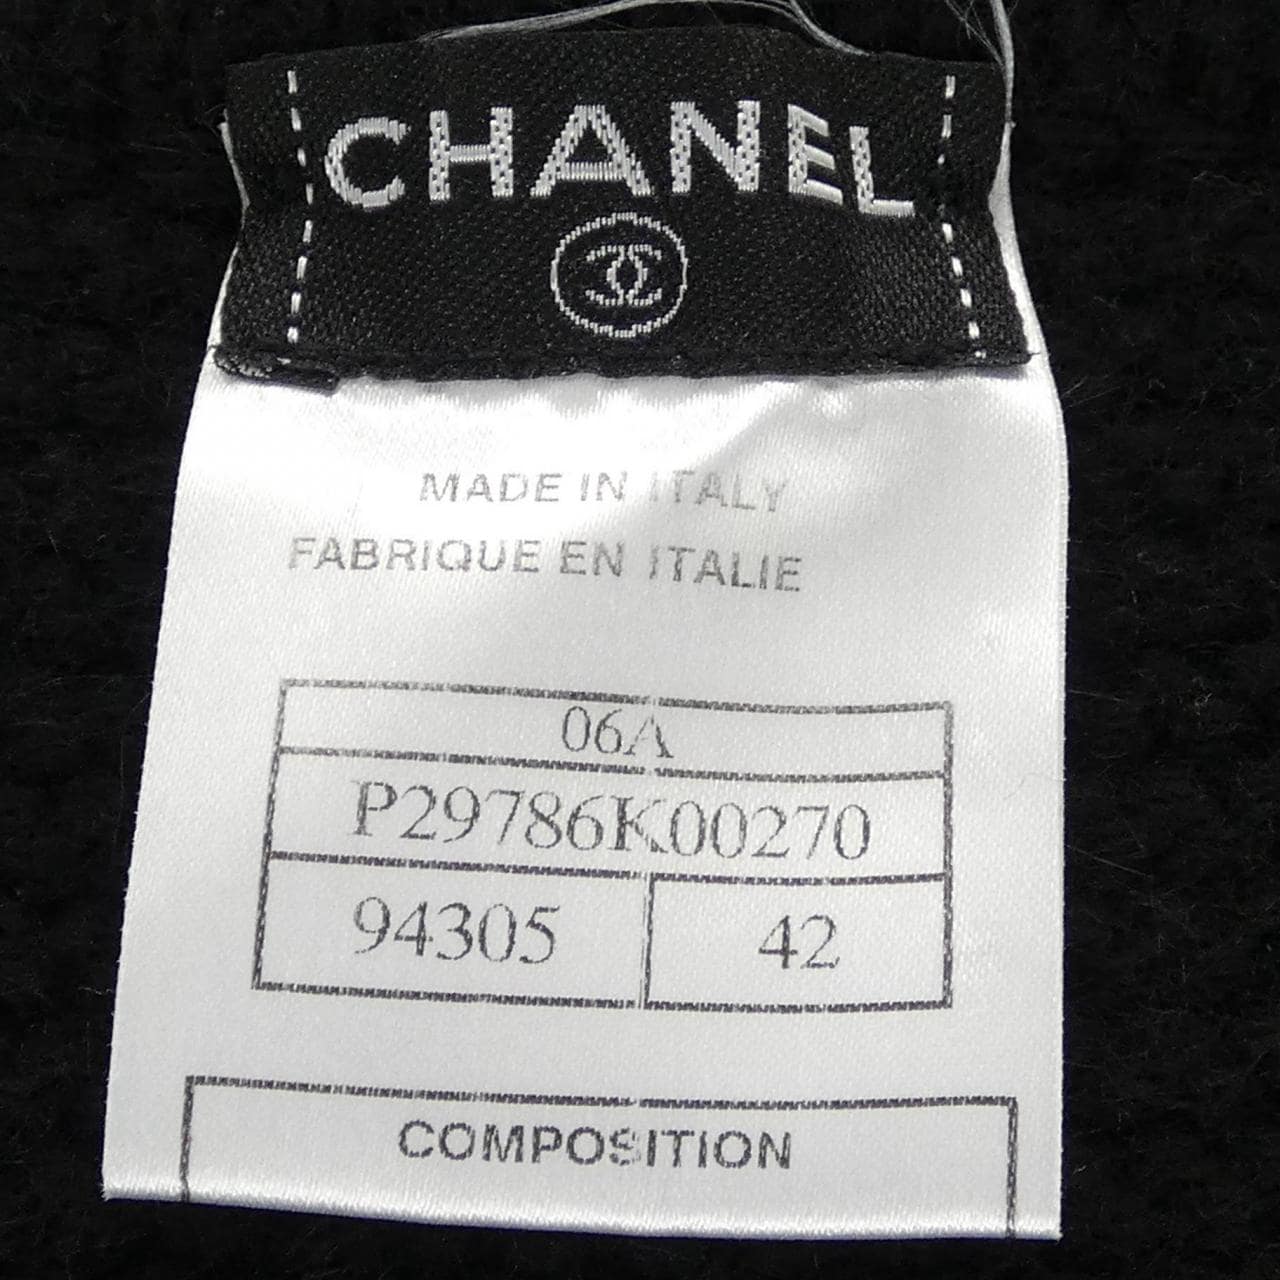 CHANEL
MADE IN ITALY
FABRIQUE EN ITALIE
06A
P29786K00270
94305 42
COMPOSITION